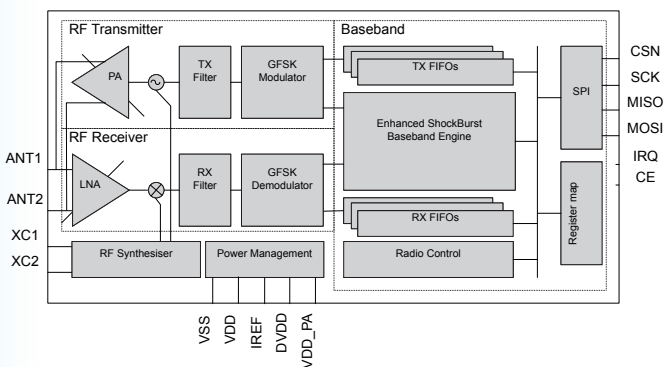 RF Transmitter
Baseband
PA
TX
Filter
GFSK
Modulator
TX FIFOs
SPI
CSN
SCK
MISO
MOSI
IRQ
CE
Enhanced ShockBurst
Baseband Engine
RF Receiver
ANT1
ANT2
LNA
RX
Filter
GFSK
Demodulator
RX FIFOs
Register map
XC1
XC2
RF Synthesiser
Power Management
Radio Control
VSS
VDD
IREF
DVDD
VDD_PA